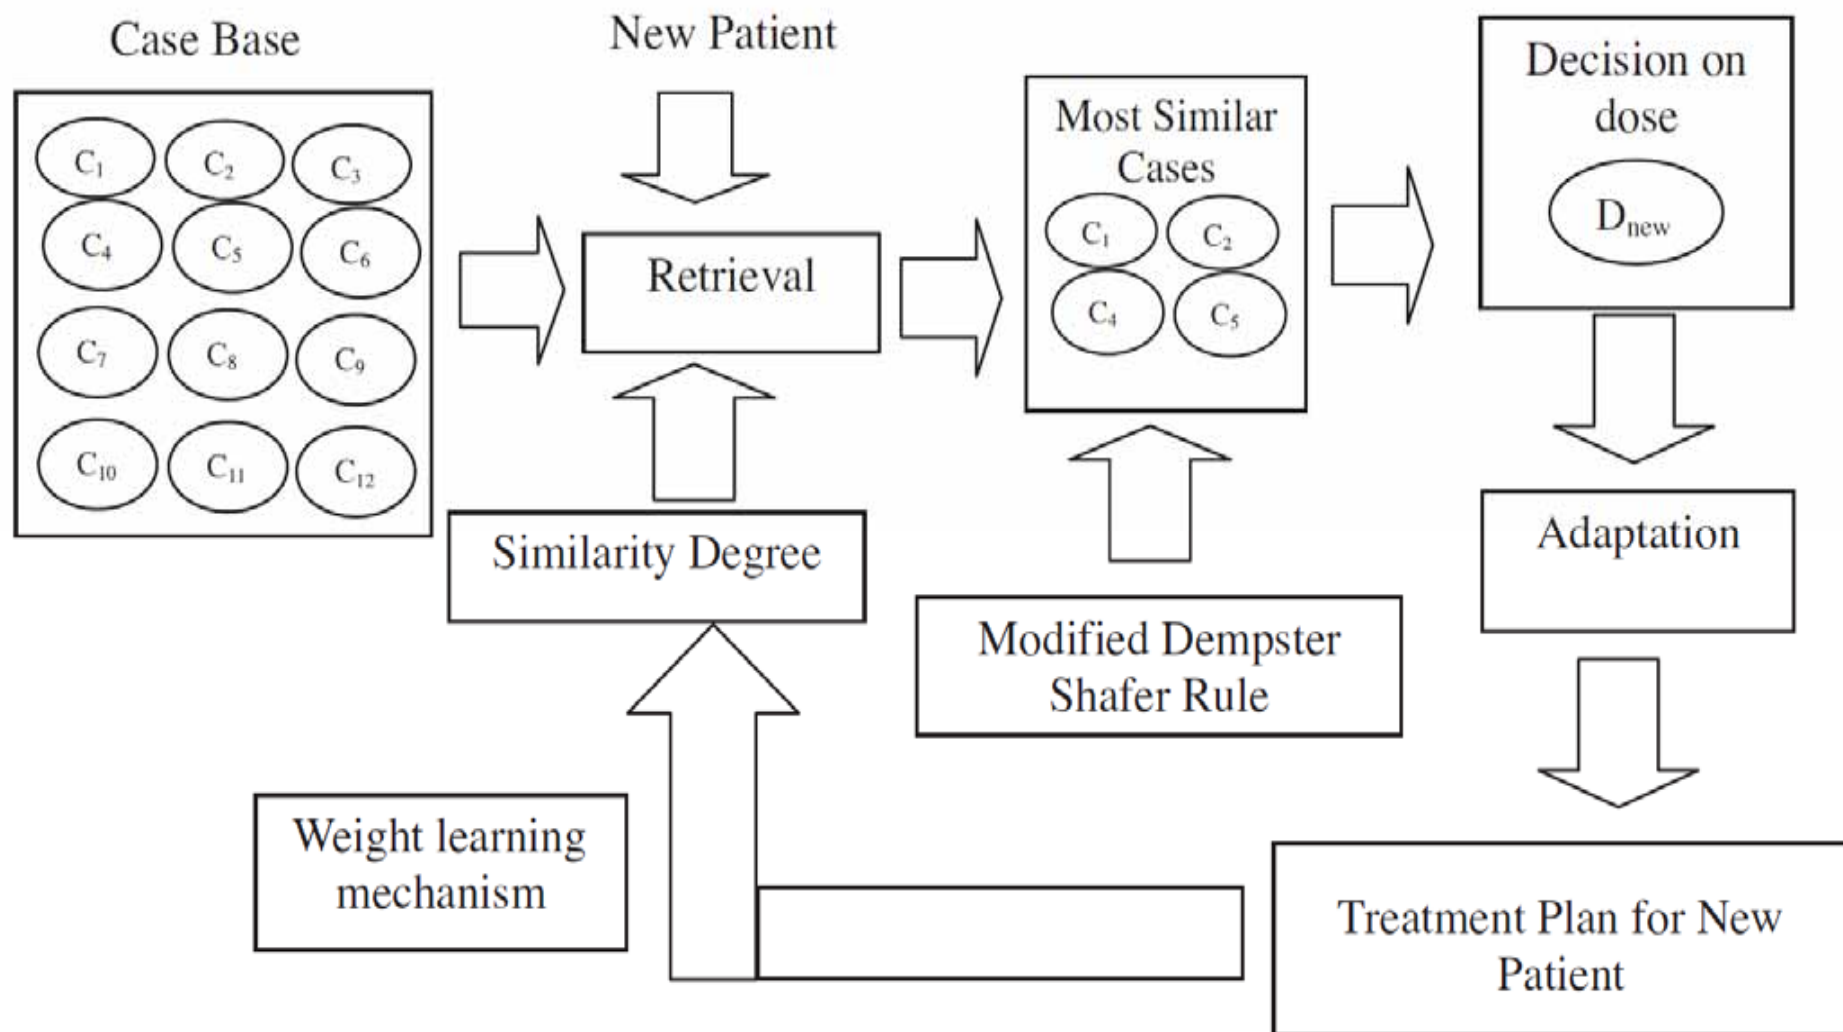 Case Base
C₁ C₂ C₃
C₄ C₅ C₆
C₇ C₈ C₉
C₁₀ C₁₁ C₁₂
New Patient
Retrieval
Similarity Degree
Weight learning
mechanism
Most Similar
Cases
C₁ C₂
C₄ C₅
Modified Dempster
Shafer Rule
Decision on
dose
Dnew
Adaptation
Treatment Plan for New
Patient